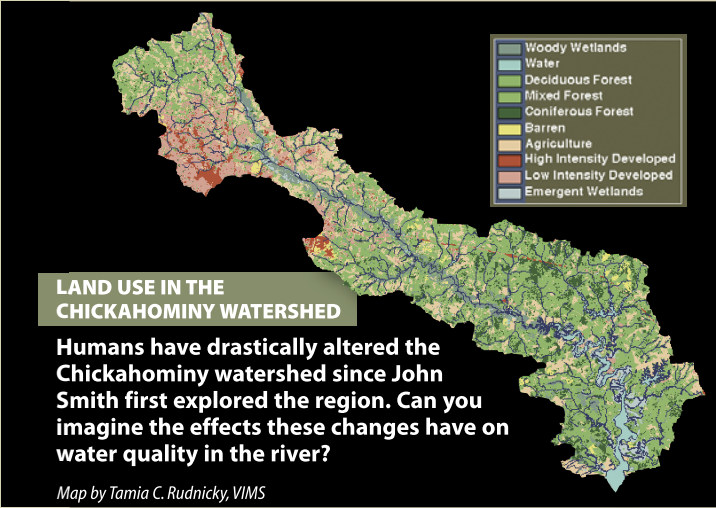 Woody Wetlands
Water
Deciduous Forest
Mixed Forest
Coniferous Forest
Barren
Agriculture
High Intensity Developed
Low Intensity Developed
Emergent Wetlands
LAND USE IN THE
CHICKAHOMINY WATERSHED
Humans have drastically altered the
Chickahominy watershed since John
Smith first explored the region. Can you
imagine the effects these changes have on
water quality in the river?
Map by Tamia C. Rudnicky, VIMS